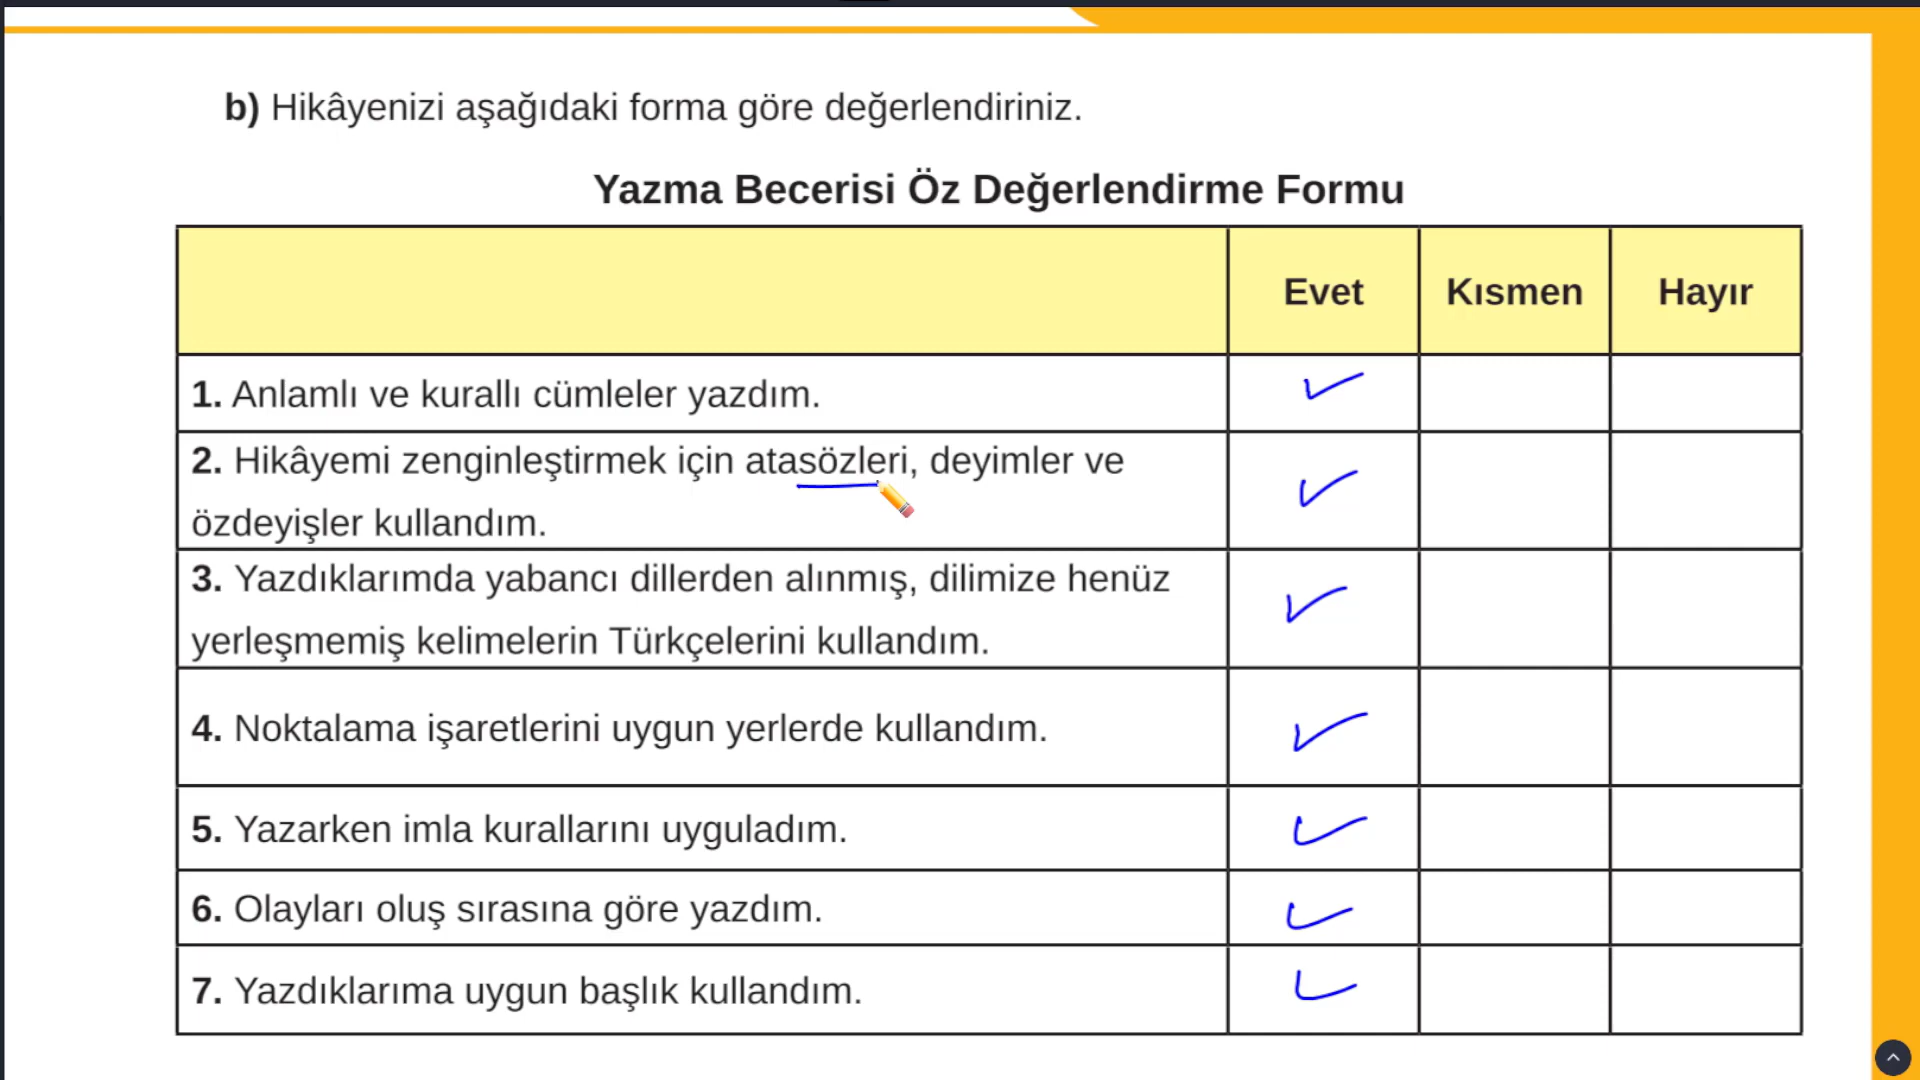 b) Hikâyenizi aşağıdaki forma göre değerlendiriniz.
Yazma Becerisi Öz Değerlendirme Formu
Evet Kısmen Hayır
1. Anlamlı ve kurallı cümleler yazdım.
2. Hikâyemi zenginleştirmek için atasözleri, deyimler ve
özdeyişler kullandım.
3. Yazdıklarımda yabancı dillerden alınmış, dilimize henüz
yerleşmemiş kelimelerin Türkçelerini kullandım.
4. Noktalama işaretlerini uygun yerlerde kullandım.
5. Yazarken imla kurallarını uyguladım.
6. Olayları oluş sırasına göre yazdım.
7. Yazdıklarıma uygun başlık kullandım.